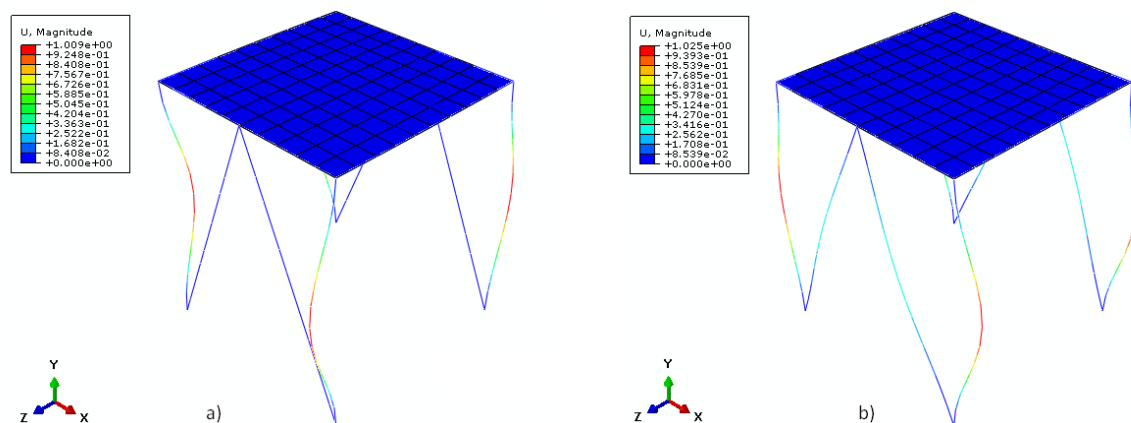 U, Magnitude
+1.009e+00
+9.248e-01
+8.408e-01
+7.567e-01
+6.726e-01
+5.885e-01
+5.045e-01
+4.204e-01
+3.363e-01
+2.522e-01
+1.682e-01
+8.408e-02
+0.000e+00
Y
Z
X
a)
U, Magnitude
+1.025e+00
+9.393e-01
+8.539e-01
+7.685e-01
+6.831e-01
+5.978e-01
+5.124e-01
+4.270e-01
+3.416e-01
+2.562e-01
+1.708e-01
+8.539e-02
+0.000e+00
Y
Z
X
b)